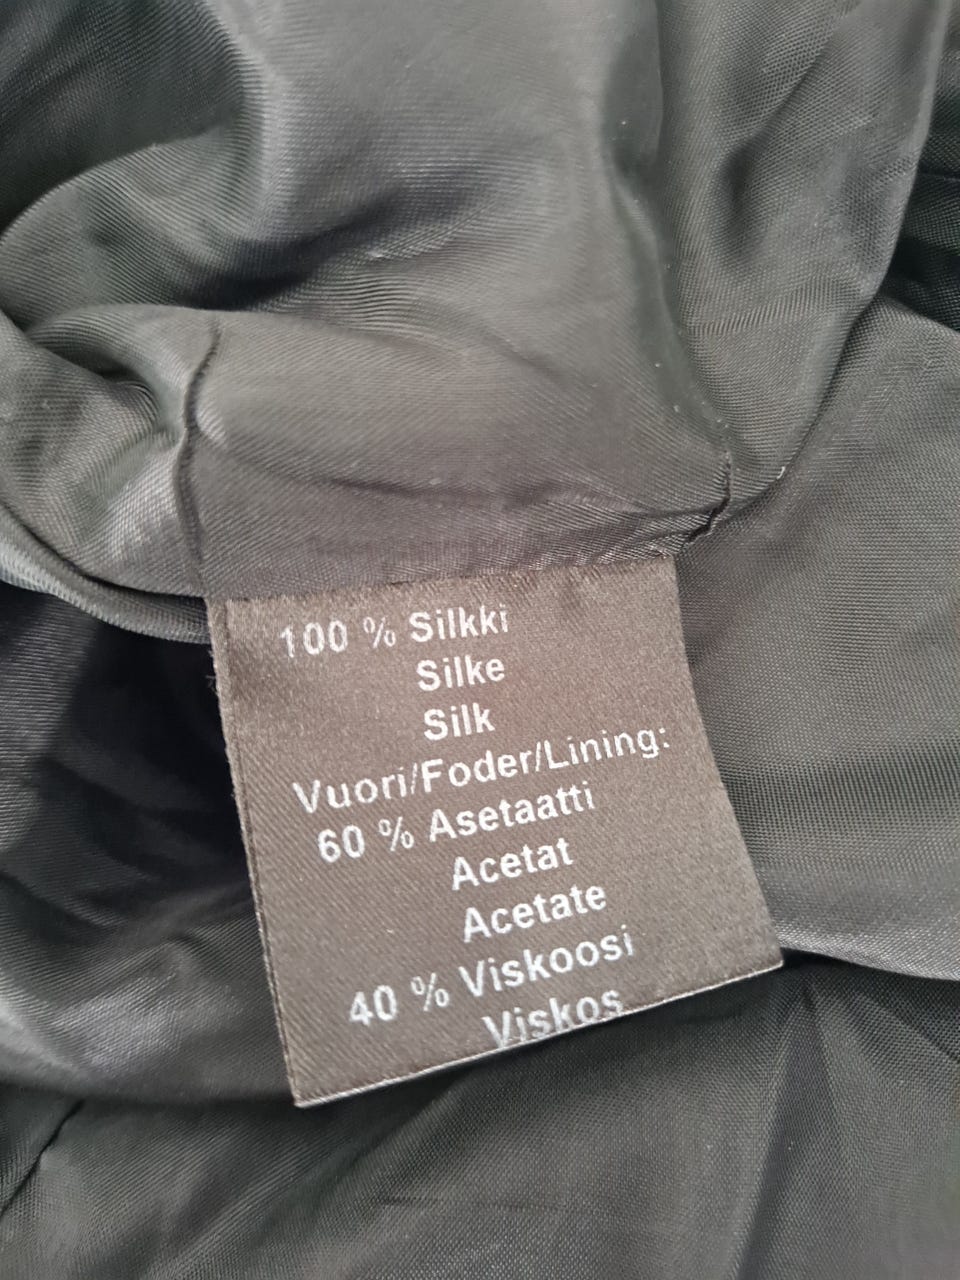 100 % Silkki
Silke
Silk
Vuori/Foder/Lining:
60 % Asetaatti
Acetat
Acetate
40 % Viskoosi
Viskos